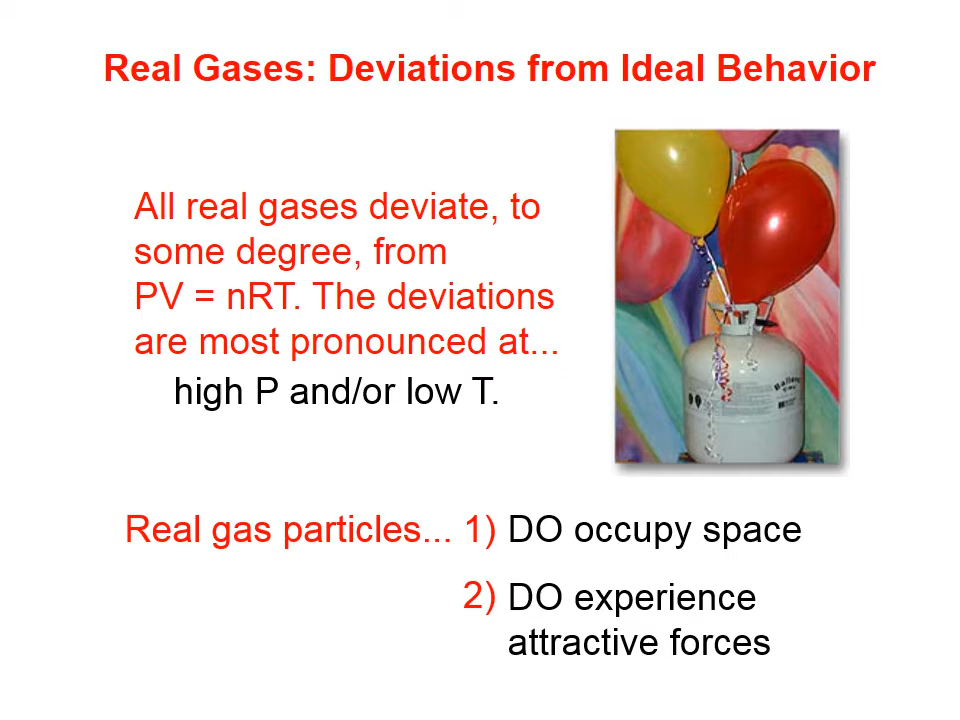 Real Gases: Deviations from Ideal Behavior
All real gases deviate, to
some degree, from
PV = nRT. The deviations
are most pronounced at...
high P and/or low T.
Real gas particles... 1) DO occupy space
2) DO experience
attractive forces